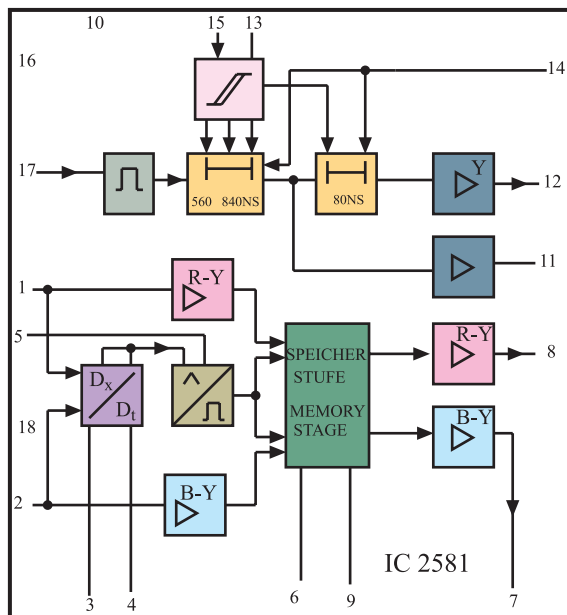 10
15
13
16
14
17
560 840NS
80NS
Y
12
11
1
R-Y
5
SPEICHER
STUFE
MEMORY
STAGE
R-Y
8
Dx
Dt
18
B-Y
2
B-Y
IC 2581
3
4
6
9
7